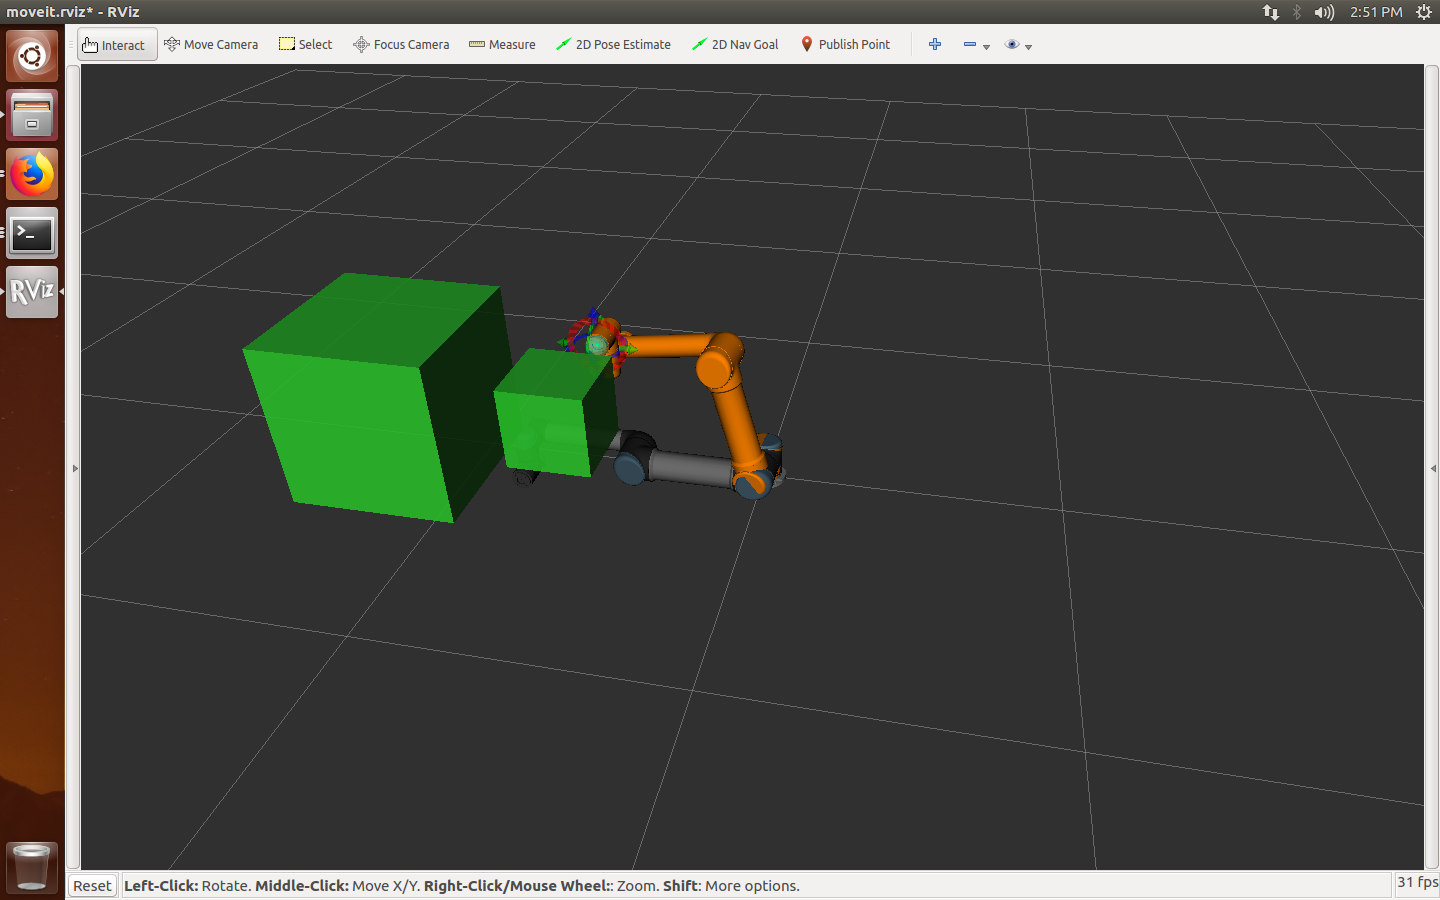 moveit.rviz* - RViz
2:51 PM
Interact
Move Camera
Select
Focus Camera
Measure
2D Pose Estimate
2D Nav Goal
Publish Point
>_
RViz
Reset
Left-Click: Rotate. Middle-Click: Move X/Y. Right-Click/Mouse Wheel:: Zoom. Shift: More options.
31 fps